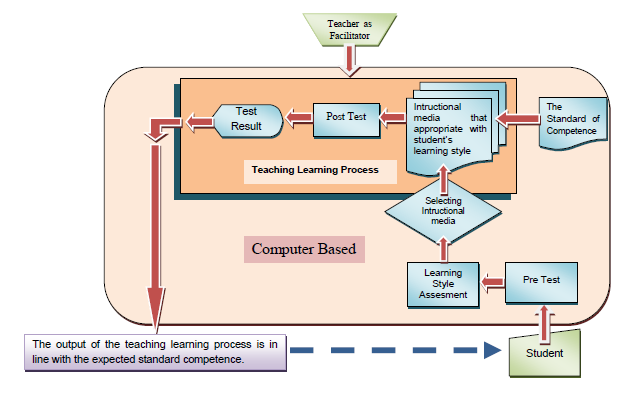 Teacher as
Facilitator
Test
Result
Post Test
Intructional
media that
appropriate with
student's
learning style
The
Standard of
Competence
Teaching Learning Process
Selecting
Intructional
media
Computer Based
Learning
Style
Assesment
Pre Test
The output of the teaching learning process is in
line with the expected standard competence.
Student